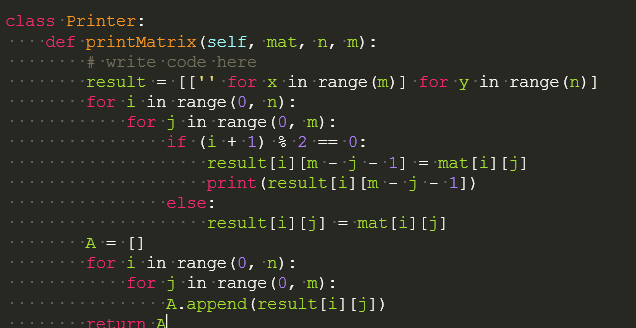 class Printer:
    def printMatrix(self, mat, n, m):
        # write code here
        result = [['' for x in range(m)] for y in range(n)]
        for i in range(0, n):
            for j in range(0, m):
                if (i + 1) % 2 == 0:
                    result[i][m - j - 1] = mat[i][j]
                    print(result[i][m - j - 1])
                else:
                    result[i][j] = mat[i][j]
        A = []
        for i in range(0, n):
            for j in range(0, m):
                A.append(result[i][j])
        return A